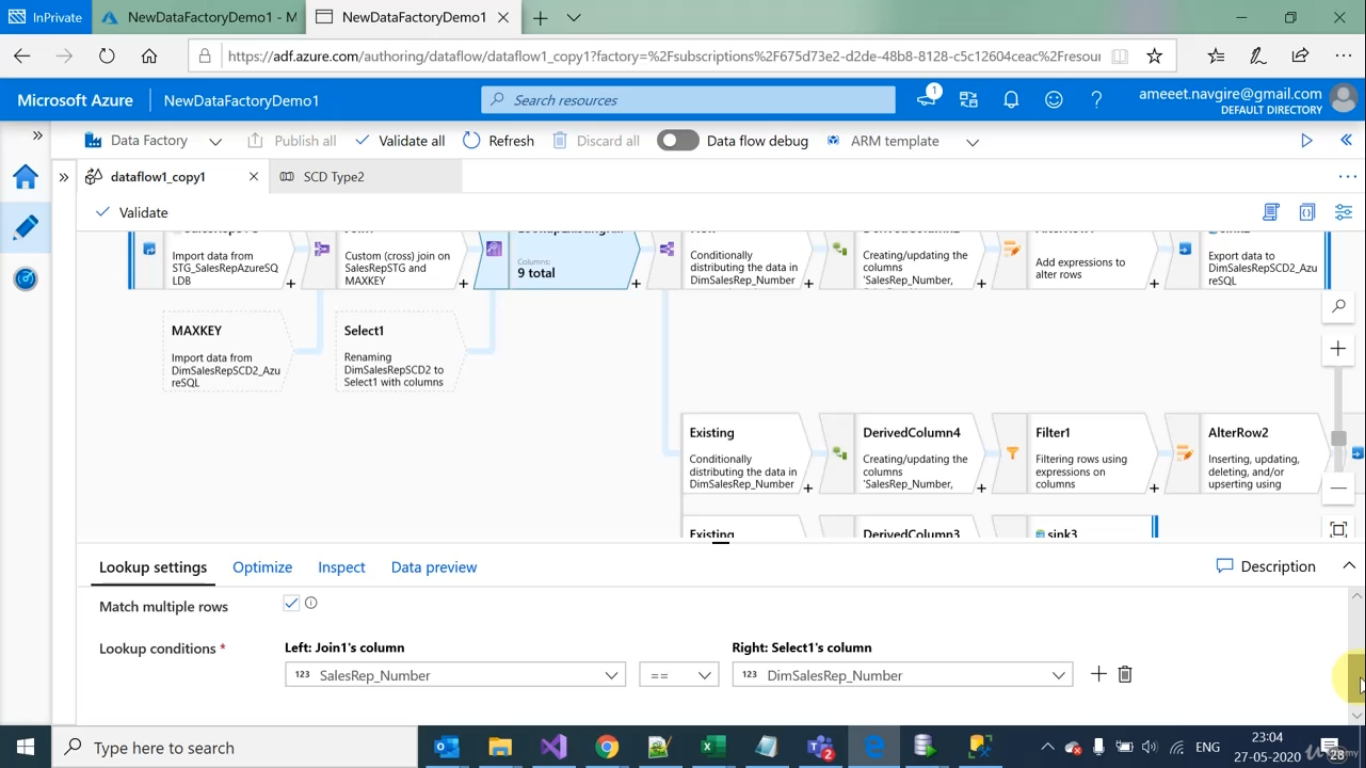 InPrivate
NewDataFactoryDemo1 - M
NewDataFactoryDemo1
https://adf.azure.com/authoring/dataflow/dataflow1_copy1?factory=%2Fsubscriptions%2F675d73e2-d2de-48b8-8128-c5c12604ceac%2Fresour
Microsoft Azure
NewDataFactoryDemo1
Search resources
1
ameeet.navgire@gmail.com
DEFAULT DIRECTORY
Data Factory
Publish all
Validate all
Refresh
Discard all
Data flow debug
ARM template
dataflow1_copy1
SCD Type2
Validate
Import data from
STG_SalesRepAzureSQ
LDB
Custom (cross) join on
SalesRepSTG and
MAXKEY
Columns:
9 total
Conditionally
distributing the data in
DimSalesRep_Number
Creating/updating the
columns
'SalesRep_Number,
Add expressions to
alter rows
Export data to
DimSalesRepSCD2_Azu
reSQL
MAXKEY
Import data from
DimSalesRepSCD2_Azu
reSQL
Select1
Renaming
DimSalesRepSCD2 to
Select1 with columns
Existing
Conditionally
distributing the data in
DimSalesRep_Number
DerivedColumn4
Creating/updating the
columns
'SalesRep_Number,
Filter1
Filtering rows using
expressions on
columns
AlterRow2
Inserting, updating,
deleting, and/or
upserting using
Existing
DerivedColumn3
sink3
Lookup settings
Optimize
Inspect
Data preview
Description
Match multiple rows
Lookup conditions *
Left: Join1's column
Right: Select1's column
123 SalesRep_Number
==
123 DimSalesRep_Number
Type here to search
2
ENG
23:04
27-05-2020
28